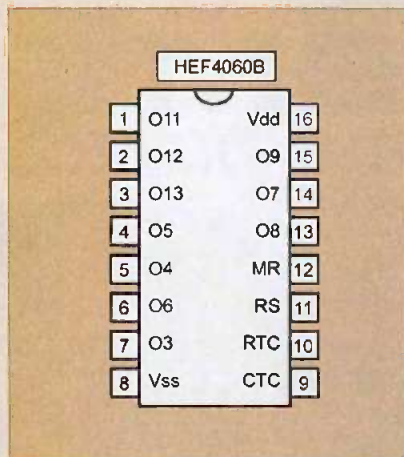 HEF4060B
1 O11 Vdd 16
2 O12 O9 15
3 O13 O7 14
4 O5 O8 13
5 O4 MR 12
6 O6 RS 11
7 O3 RTC 10
8 Vss CTC 9